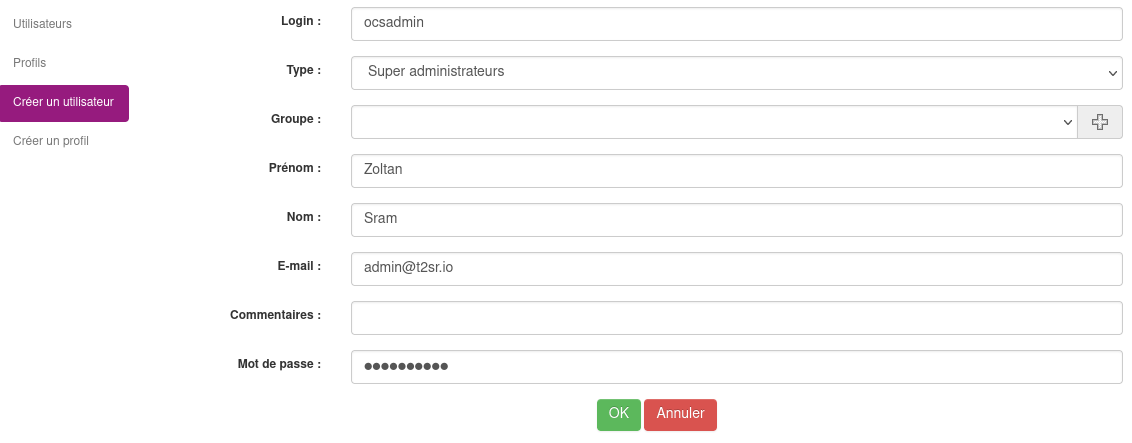 Utilisateurs
Profils
Créer un utilisateur
Créer un profil
Login : ocsadmin
Type : Super administrateurs
Groupe :
Prénom : Zoltan
Nom : Sram
E-mail : admin@t2sr.io
Commentaires :
Mot de passe : ●●●●●●●●●●
OK Annuler